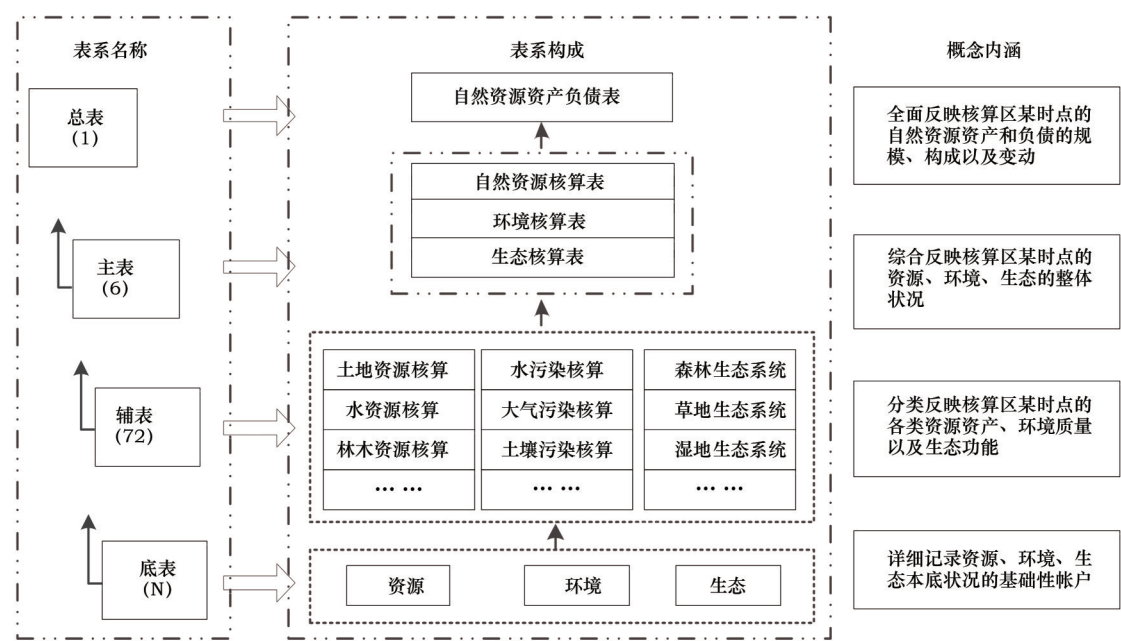 表系名称
表系构成
概念内涵
总表
(1)
自然资源资产负债表
全面反映核算区某时点的
自然资源资产和负债的规
模、构成以及变动
主表
(6)
自然资源核算表
环境核算表
生态核算表
综合反映核算区某时点的
资源、环境、生态的整体
状况
辅表
(72)
土地资源核算
水污染核算
森林生态系统
水资源核算
大气污染核算
草地生态系统
林木资源核算
土壤污染核算
湿地生态系统
… …
… …
… …
分类反映核算区某时点的
各类资源资产、环境质量
以及生态功能
底表
(N)
资源
环境
生态
详细记录资源、环境、生
态本底状况的基础性帐户